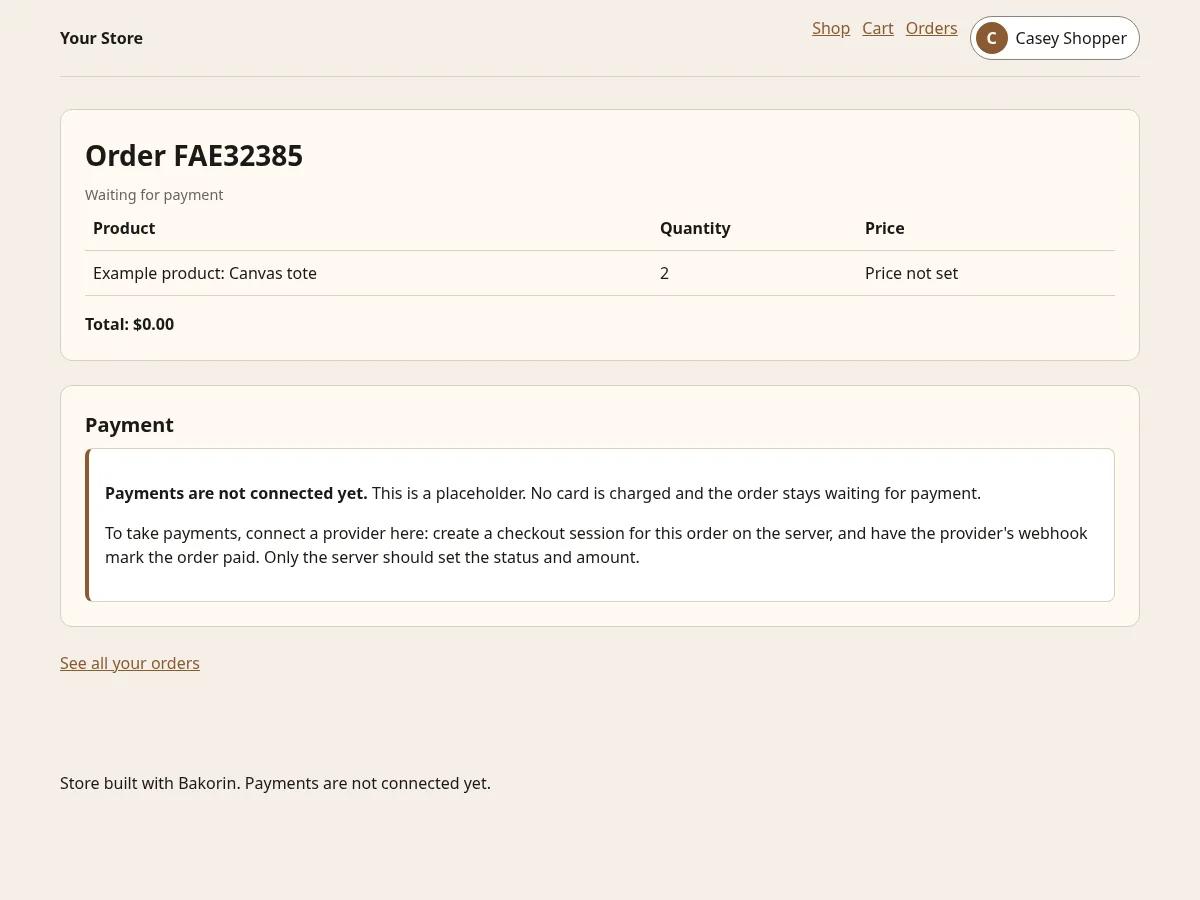 Your Store
Shop Cart Orders
C Casey Shopper
Order FAE32385
Waiting for payment
Product Quantity Price
Example product: Canvas tote 2 Price not set
Total: $0.00
Payment
Payments are not connected yet. This is a placeholder. No card is charged and the order stays waiting for payment.
To take payments, connect a provider here: create a checkout session for this order on the server, and have the provider's webhook
mark the order paid. Only the server should set the status and amount.
See all your orders
Store built with Bakorin. Payments are not connected yet.